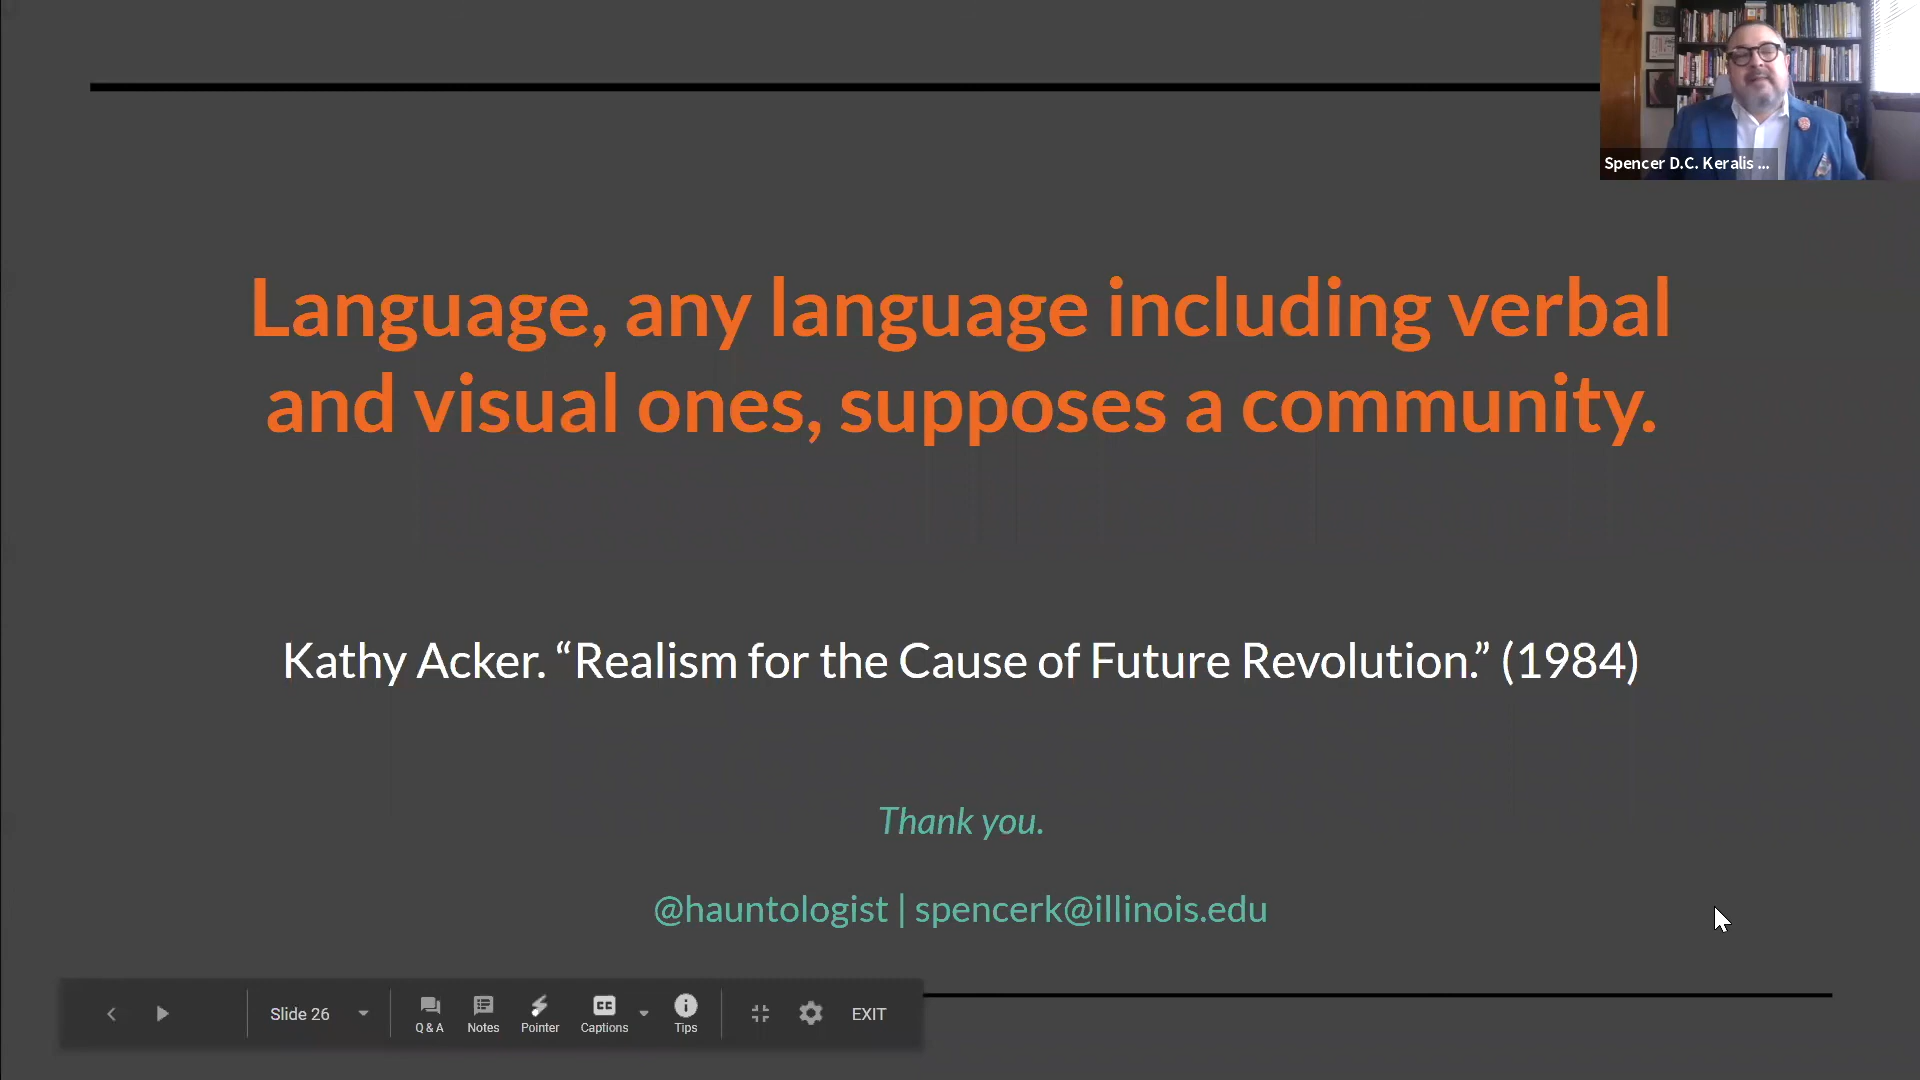 Spencer D.C. Keralis ...
Language, any language including verbal
and visual ones, supposes a community.
Kathy Acker. “Realism for the Cause of Future Revolution.” (1984)
Thank you.
@hauntologist | spencerk@illinois.edu
Slide 26
Q & A
Notes
Pointer
CC
Captions
Tips
EXIT